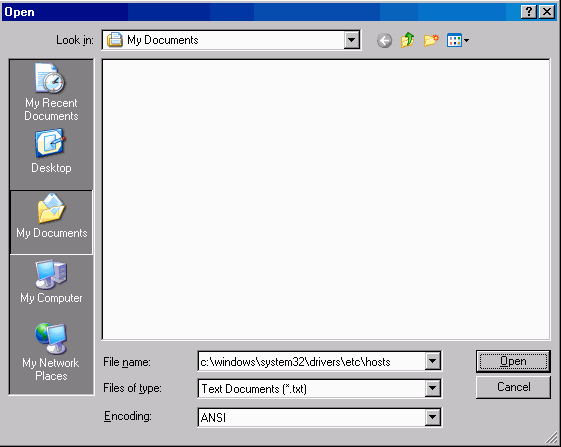 Open
Look in:
My Documents
My Recent
Documents
Desktop
My Documents
My Computer
My Network
Places
File name:
c:\windows\system32\drivers\etc\hosts
Open
Files of type:
Text Documents (*.txt)
Cancel
Encoding:
ANSI